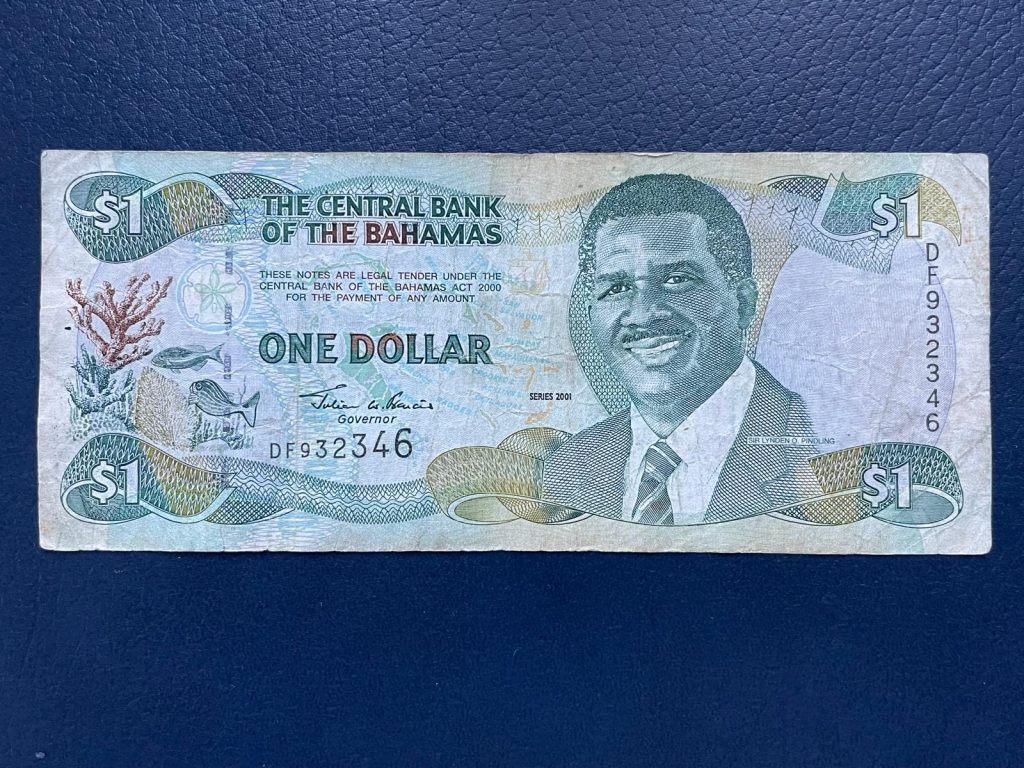 $1
$1
THE CENTRAL BANK
OF THE BAHAMAS
THESE NOTES ARE LEGAL TENDER UNDER THE
CENTRAL BANK OF THE BAHAMAS ACT 2000
FOR THE PAYMENT OF ANY AMOUNT
ONE DOLLAR
SERIES 2001
Governor
DF932346
DF932346
SIR LYNDEN O. PINDLING
$1
$1